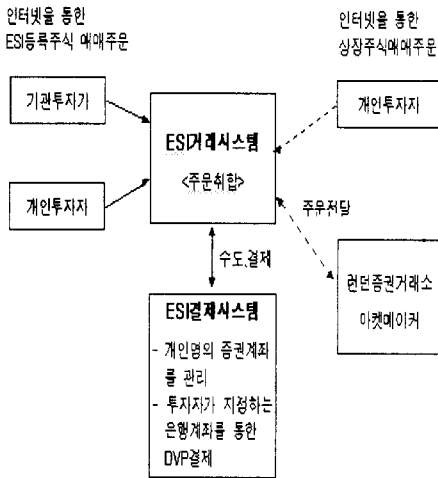 인터넷을 통한
ESI등록주식 매매주문
인터넷을 통한
상장주식매매주문
기관투자가
개인투자자
ESI거래시스템
<주문취합>
개인투자자
주문전달
런던증권거래소
마켓메이커
수도,결제
ESI결제시스템
- 개인명의 증권계좌
를 관리
- 투자자가 지정하는
은행계좌를 통한
DVP결제